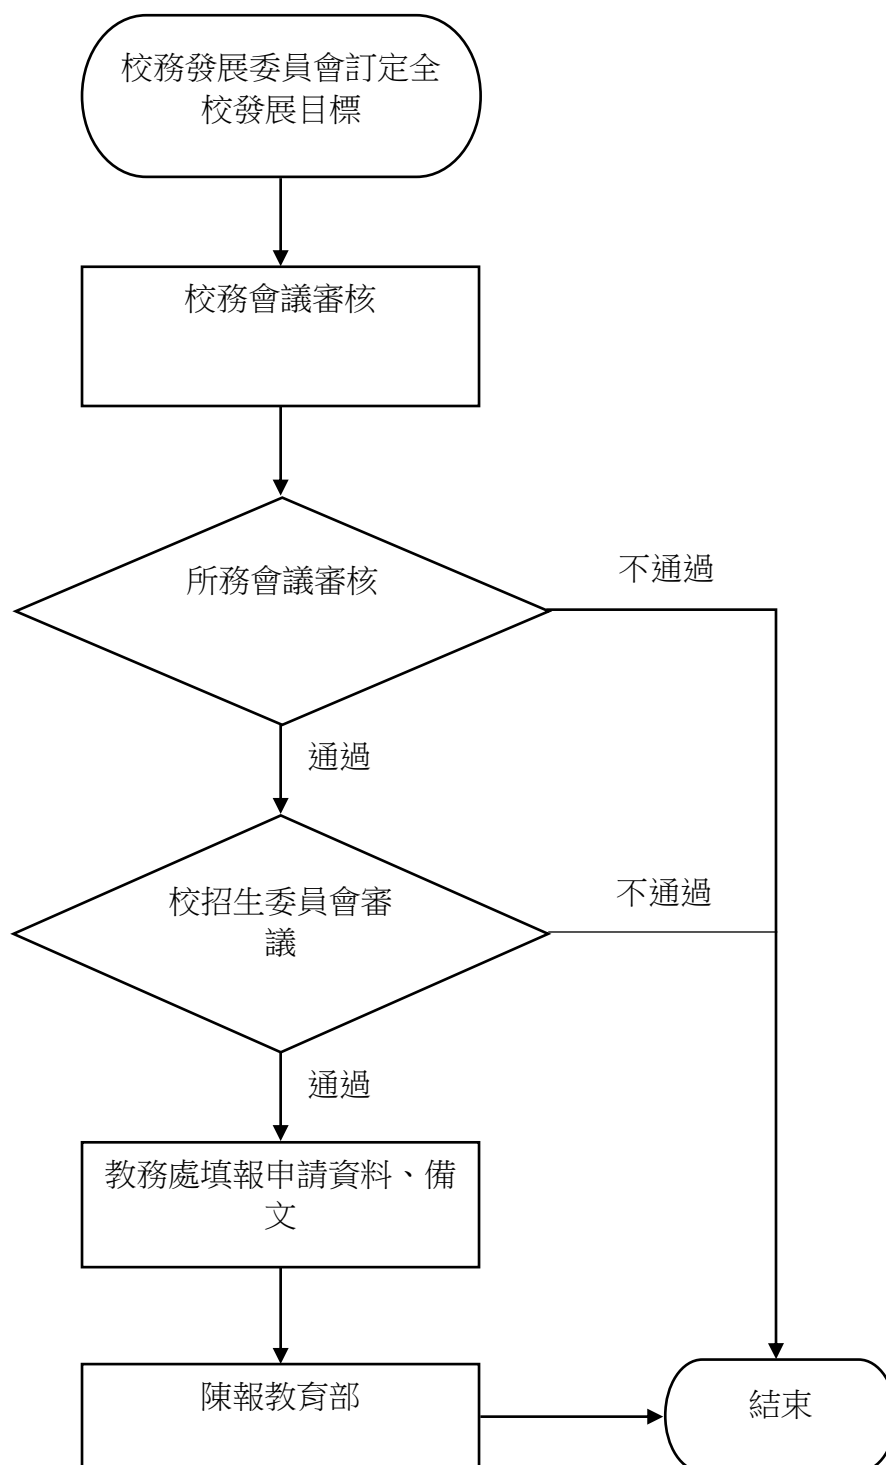 校務發展委員會訂定全
校發展目標
校務會議審核
所務會議審核
不通過
通過
校招生委員會審
議
不通過
通過
教務處填報申請資料、備
文
陳報教育部
結束